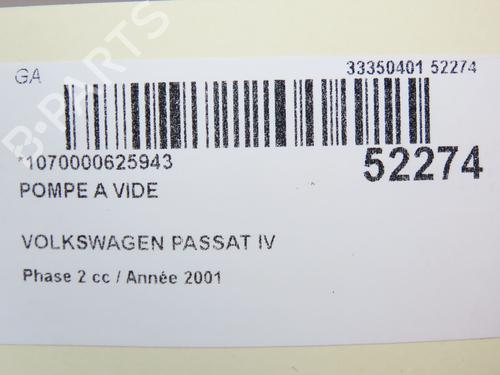 GA
33350401 52274
*1070000625943
52274
POMPE A VIDE
VOLKSWAGEN PASSAT IV
Phase 2 cc / Année 2001
B-PARTS